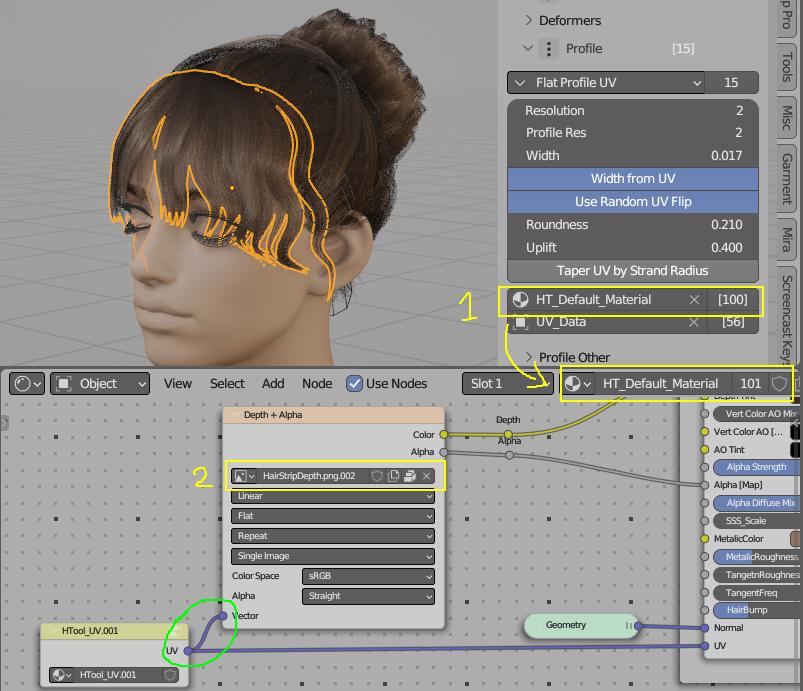 Deformers
Profile [15]
Flat Profile UV 15
Resolution 2
Profile Res 2
Width 0.017
Width from UV
Use Random UV Flip
Roundness 0.210
Uplift 0.400
Taper UV by Strand Radius
1 HT_Default_Material [100]
UV_Data [56]
Profile Other
p Pro
Tools
Misc
Garment
Mira
Screencast Keys
Object View Select Add Node Use Nodes Slot 1 HT_Default_Material 101
Depth + Alpha
Color
Alpha
2 HairStripDepth.png.002
Linear
Flat
Repeat
Single Image
Color Space sRGB
Alpha Straight
Vector
Depth
Alpha
HTool_UV.001
UV
HTool_UV.001
Geometry
Vert Color AO Mix
Vert Color AO [...
AO Tint
Alpha Strength
Alpha [Map]
Alpha Diffuse Mix
SSS_Scale
MetalicColor
MetalicRoughness
TangetnRoughness
TangentFreq
HairBump
Normal
UV